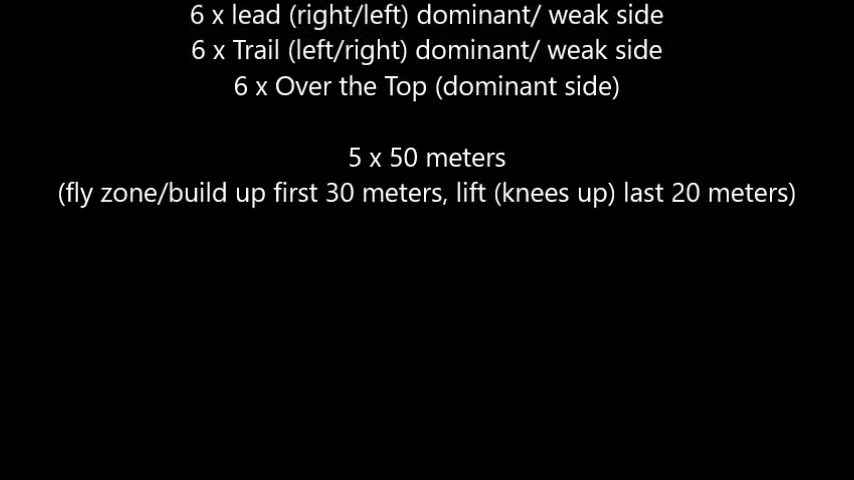 6 x lead (right/left) dominant/ weak side
6 x Trail (left/right) dominant/ weak side
6 x Over the Top (dominant side)
5 x 50 meters
(fly zone/build up first 30 meters, lift (knees up) last 20 meters)